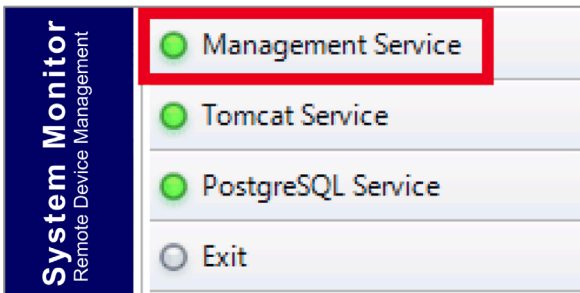 System Monitor
Remote Device Management
Management Service
Tomcat Service
PostgreSQL Service
Exit